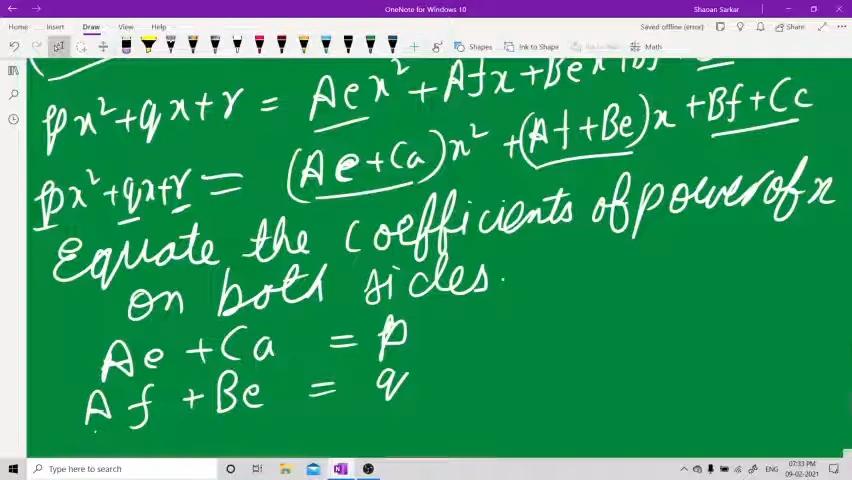 OneNote for Windows 10
Shaoan Sarkar
Home Insert Draw View Help
Saved offline (error)
Share
Shapes Ink to Shape Math
px²+qx+r = Aex²+Afx+Bex
px²+qx+r = (Ae+Ca)x²+(Af+Be)x+Bf+Cc
Equate the coefficients of power of x
on both sides.
Ae+Ca = p
Af+Be = q
Type here to search
ENG
07:33 PM
09-02-2021